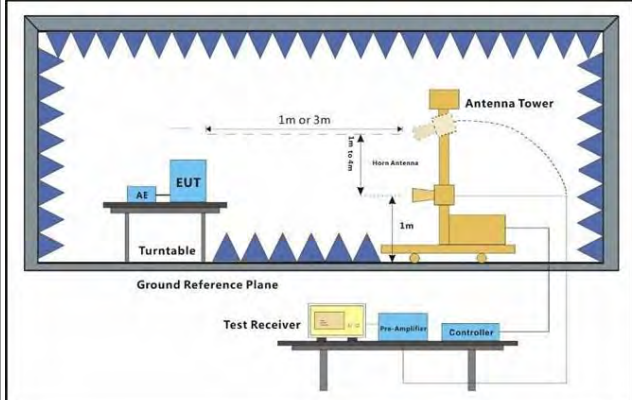 Antenna Tower
1m or 3m
1m to 4m
Horn Antenna
EUT
AE
1m
Turntable
Ground Reference Plane
Test Receiver
Pre-Amplifier
Controller